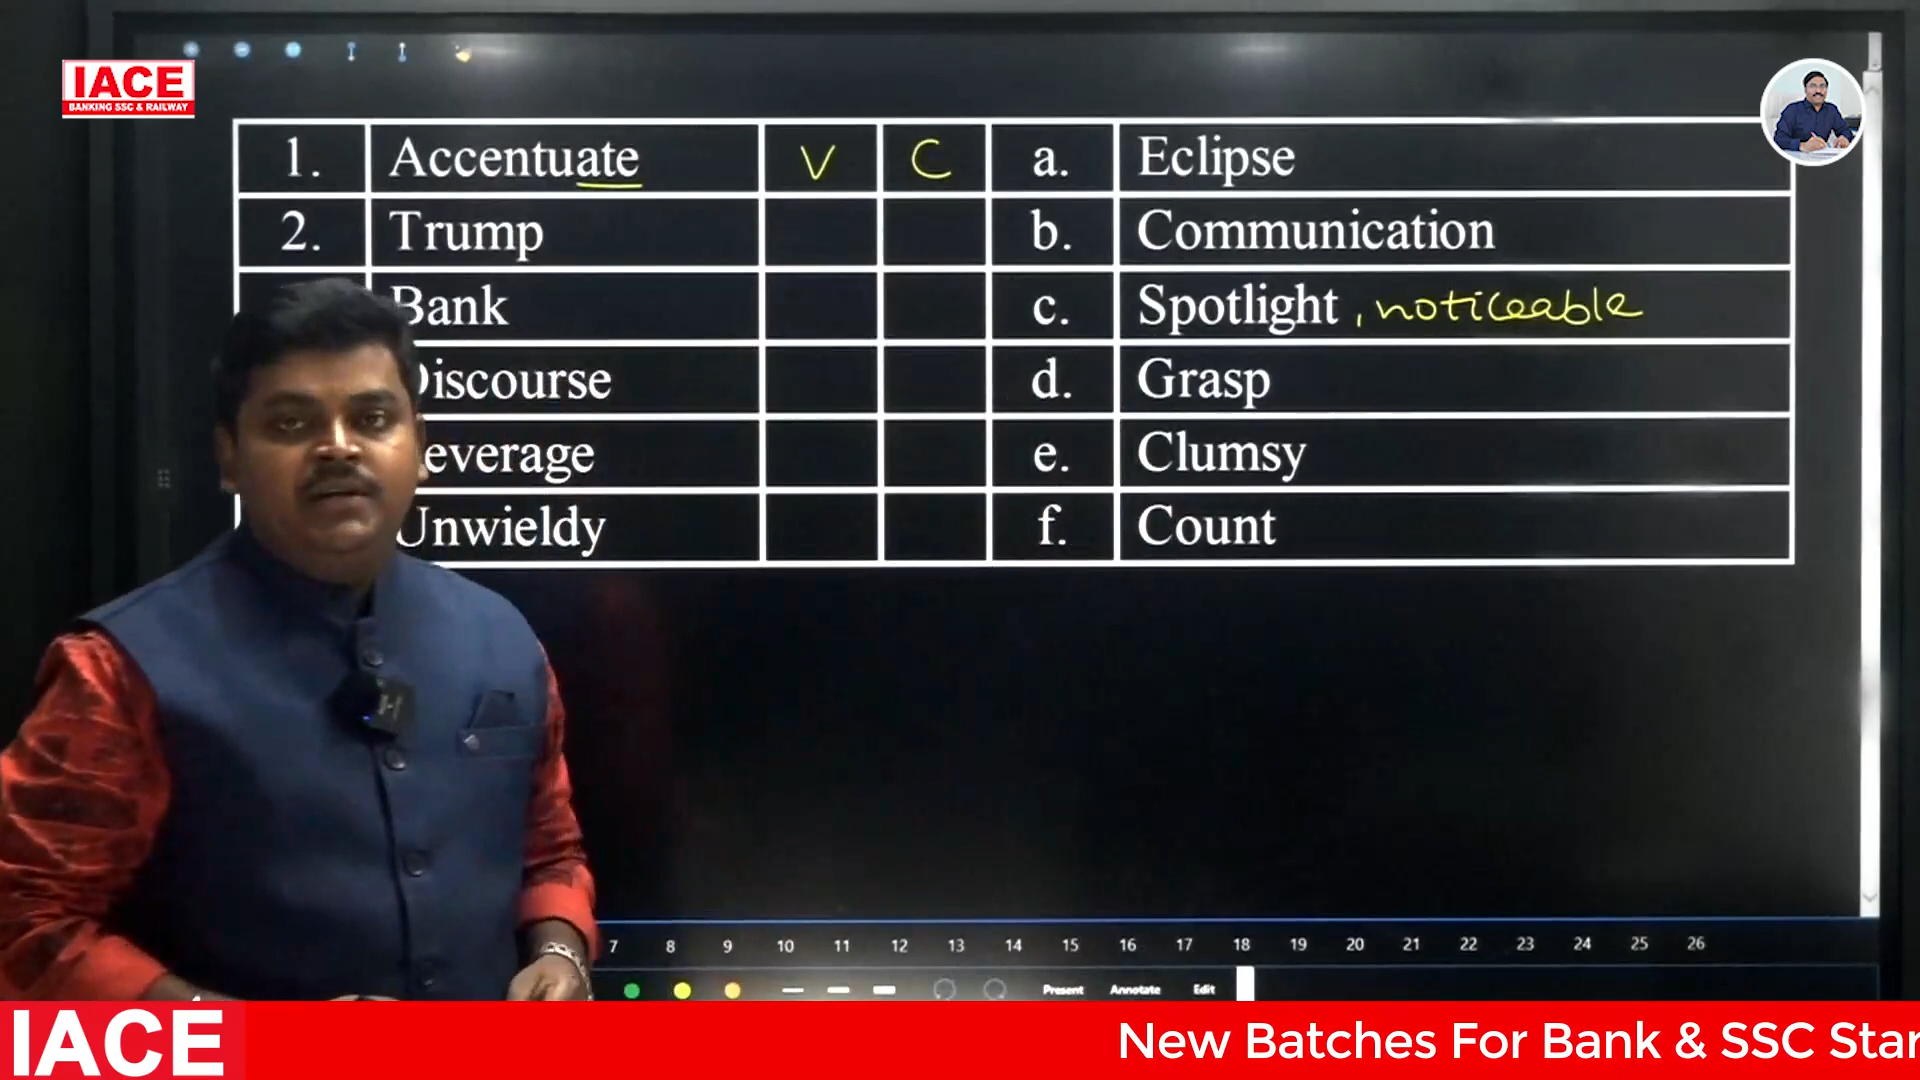 IACE
BANKING SSC & RAILWAY
1. Accentuate V C a. Eclipse
2. Trump b. Communication
Bank c. Spotlight, noticeable
Discourse d. Grasp
everage e. Clumsy
Unwieldy f. Count
7 8 9 10 11 12 13 14 15 16 17 18 19 20 21 22 23 24 25 26
Present Annotate Edit
IACE New Batches For Bank & SSC Star